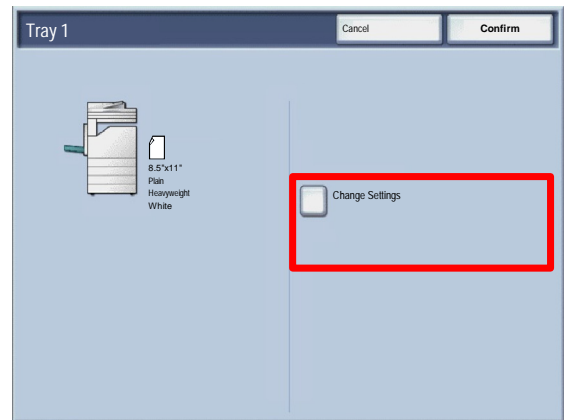 Tray 1
Cancel
Confirm
8.5"x11"
Plain
Heavyweight
White
Change Settings